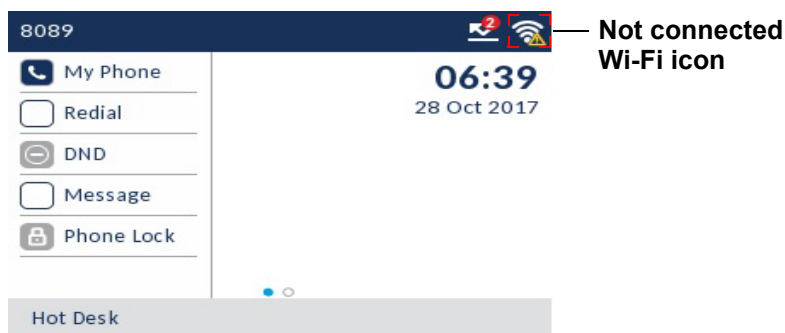 8089
2
Not connected
Wi-Fi icon
My Phone
06:39
Redial
28 Oct 2017
DND
Message
Phone Lock
Hot Desk